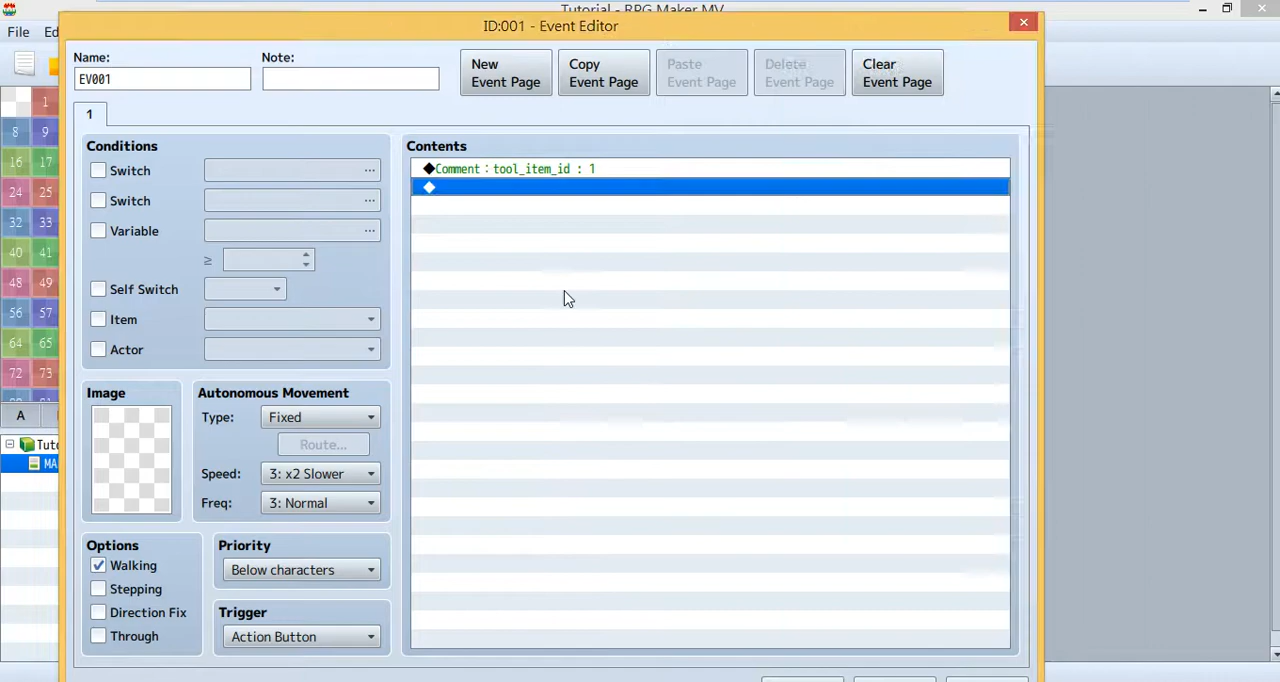 Tutorial - RPG Maker MV
ID:001 - Event Editor
File
Name:
Note:
EV001
New
Event Page
Copy
Event Page
Paste
Event Page
Delete
Event Page
Clear
Event Page
1
Conditions
Switch
...
Switch
...
Variable
...
≥
Self Switch
Item
Actor
Contents
◆Comment：tool_item_id : 1
◆
Image
Autonomous Movement
Type:
Fixed
Route...
Speed:
3: x2 Slower
Freq:
3: Normal
Options
Walking
Stepping
Direction Fix
Through
Priority
Below characters
Trigger
Action Button
1
8 9
16 17
24 25
32 33
40 41
48 49
56 57
64 65
72 73
A